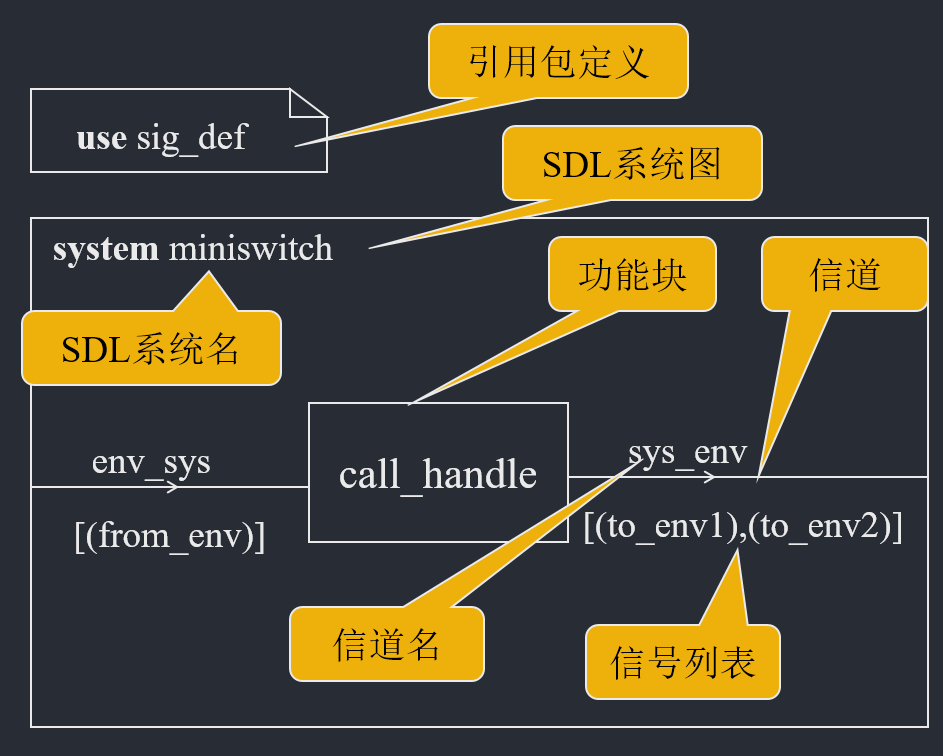 引用包定义
use sig_def
SDL系统图
system miniswitch
功能块
信道
SDL系统名
env_sys
call_handle
sys_env
[(from_env)]
[(to_env1),(to_env2)]
信道名
信号列表